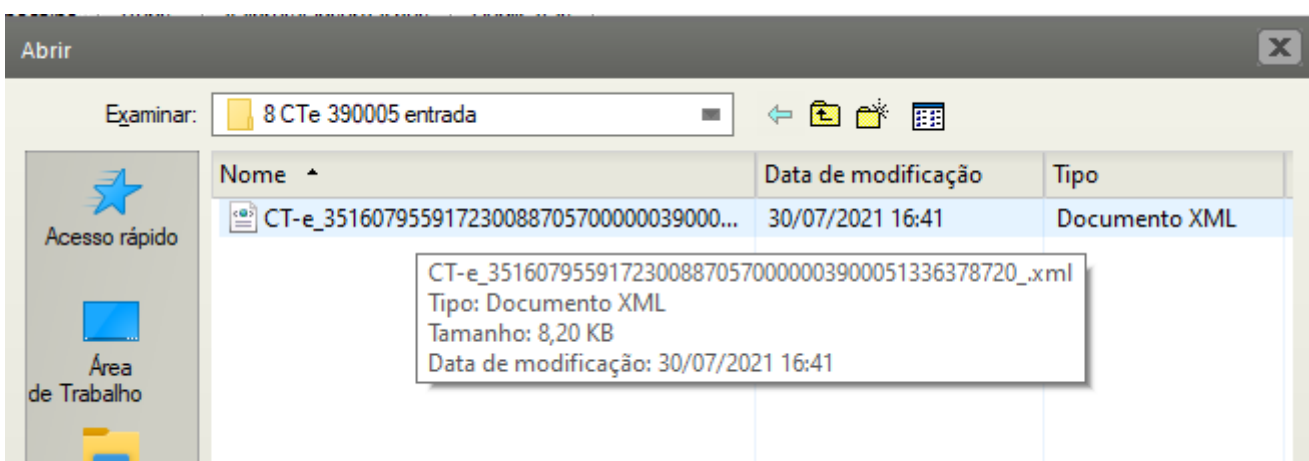 Abrir
Examinar:
8 CTe 390005 entrada
Nome
Data de modificação
Tipo
Acesso rápido
CT-e_351607955917230088705700000039000...
30/07/2021 16:41
Documento XML
CT-e_35160795591723008870570000003900051336378720_.xml
Tipo: Documento XML
Tamanho: 8,20 KB
Data de modificação: 30/07/2021 16:41
Área
de Trabalho